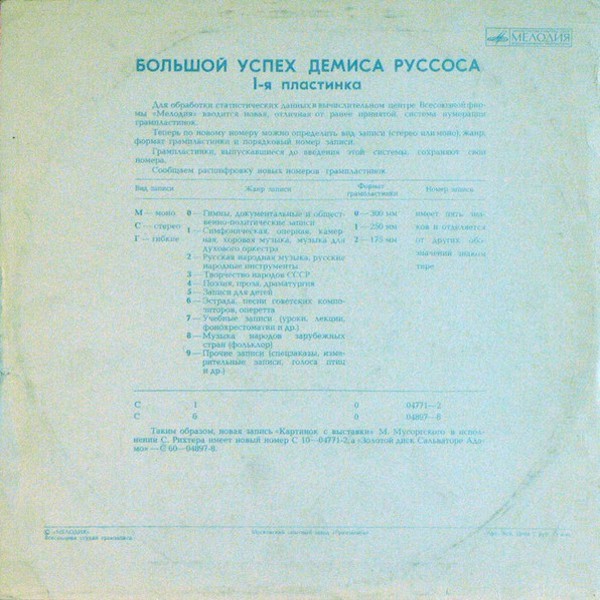 МЕЛОДИЯ
БОЛЬШОЙ УСПЕХ ДЕМИСА РУССОСА
1-я пластинка
Для обработки статистических данных в вычислительном центре Всесоюзной фир-
мы «Мелодия» вводится новая, отличная от ранее принятой, система нумерации
грампластинок.
Теперь по новому номеру можно определить вид записи (стерео или моно), жанр,
формат грампластинки и порядковый номер записи.
Грампластинки, выпускавшиеся до введения этой системы, сохраняют свои
номера.
Сообщаем расшифровку новых номеров грампластинок.
Вид записи Жанр записи Формат грампластинки Номер записи
М — моно 0 — Гимны, документальные и общест- 0 — 300 мм имеет пять зна-
С — стерео венно-политические записи 1 — 250 мм ков и отделяется
Г — гибкие 1 — Симфоническая, оперная, камер- 2 — 175 мм от других обо-
ная, хоровая музыка, музыка для значений знаком
духового оркестра тире
2 — Русская народная музыка, русские
народные инструменты
3 — Творчество народов СССР
4 — Поэзия, проза, драматургия
5 — Записи для детей
6 — Эстрада, песни советских компо-
зиторов, оперетта
7 — Учебные записи (уроки, лекции,
фонохрестоматии и др.)
8 — Музыка народов зарубежных
стран (фольклор)
9 — Прочие записи (спецзаказы, изме-
рительные записи, голоса птиц
и др.)
С 1 0 04771—2
С 6 0 04897—8
Таким образом, новая запись «Картинок с выставки» М. Мусоргского в испол-
нении С. Рихтера имеет новый номер С 10—04771-2, а «Золотой диск Сальваторе Ада-
мо» — С 60—04897-8.
© «МЕЛОДИЯ»